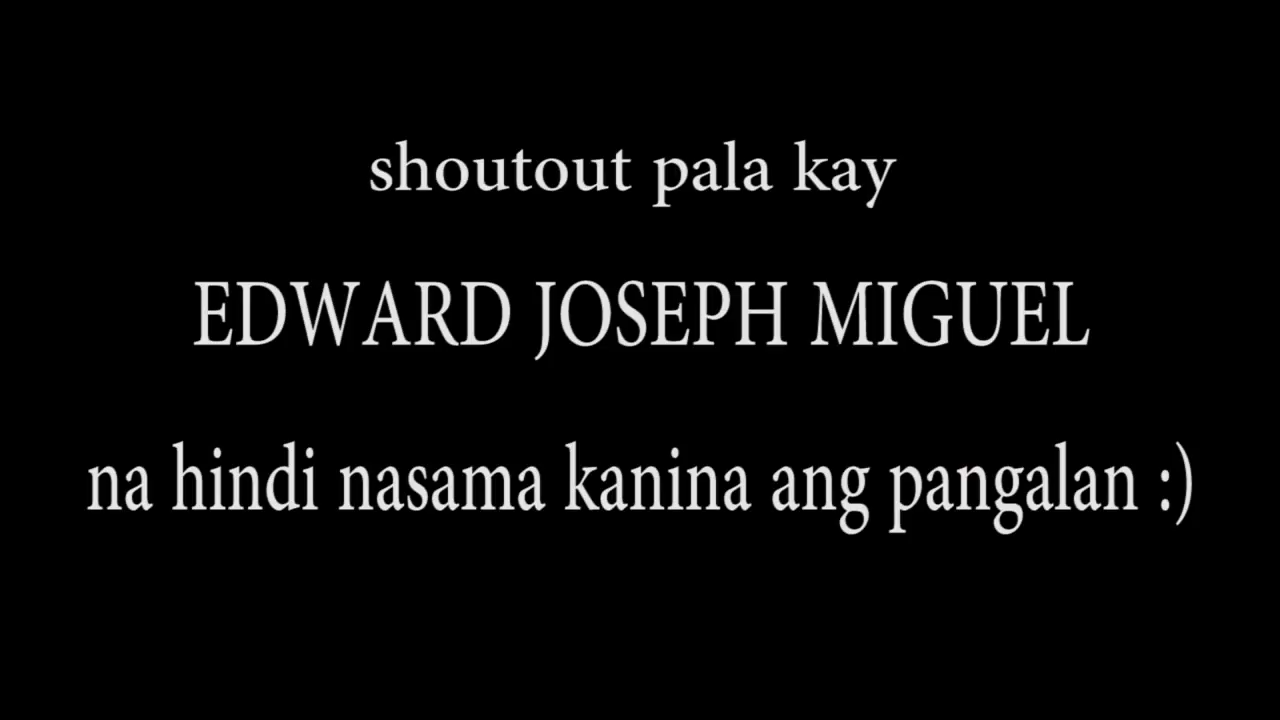 shoutout pala kay
EDWARD JOSEPH MIGUEL
na hindi nasama kanina ang pangalan :)